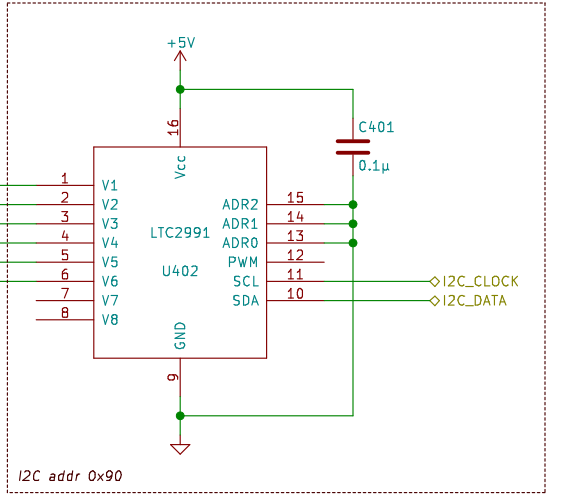 +5V
16
C401
Vcc
0.1µ
1 V1
2 V2
3 V3
4 V4
5 V5
6 V6
7 V7
8 V8
LTC2991
U402
ADR2 15
ADR1 14
ADR0 13
PWM 12
SCL 11
SDA 10
I2C_CLOCK
I2C_DATA
GND
9
I2C addr 0x90